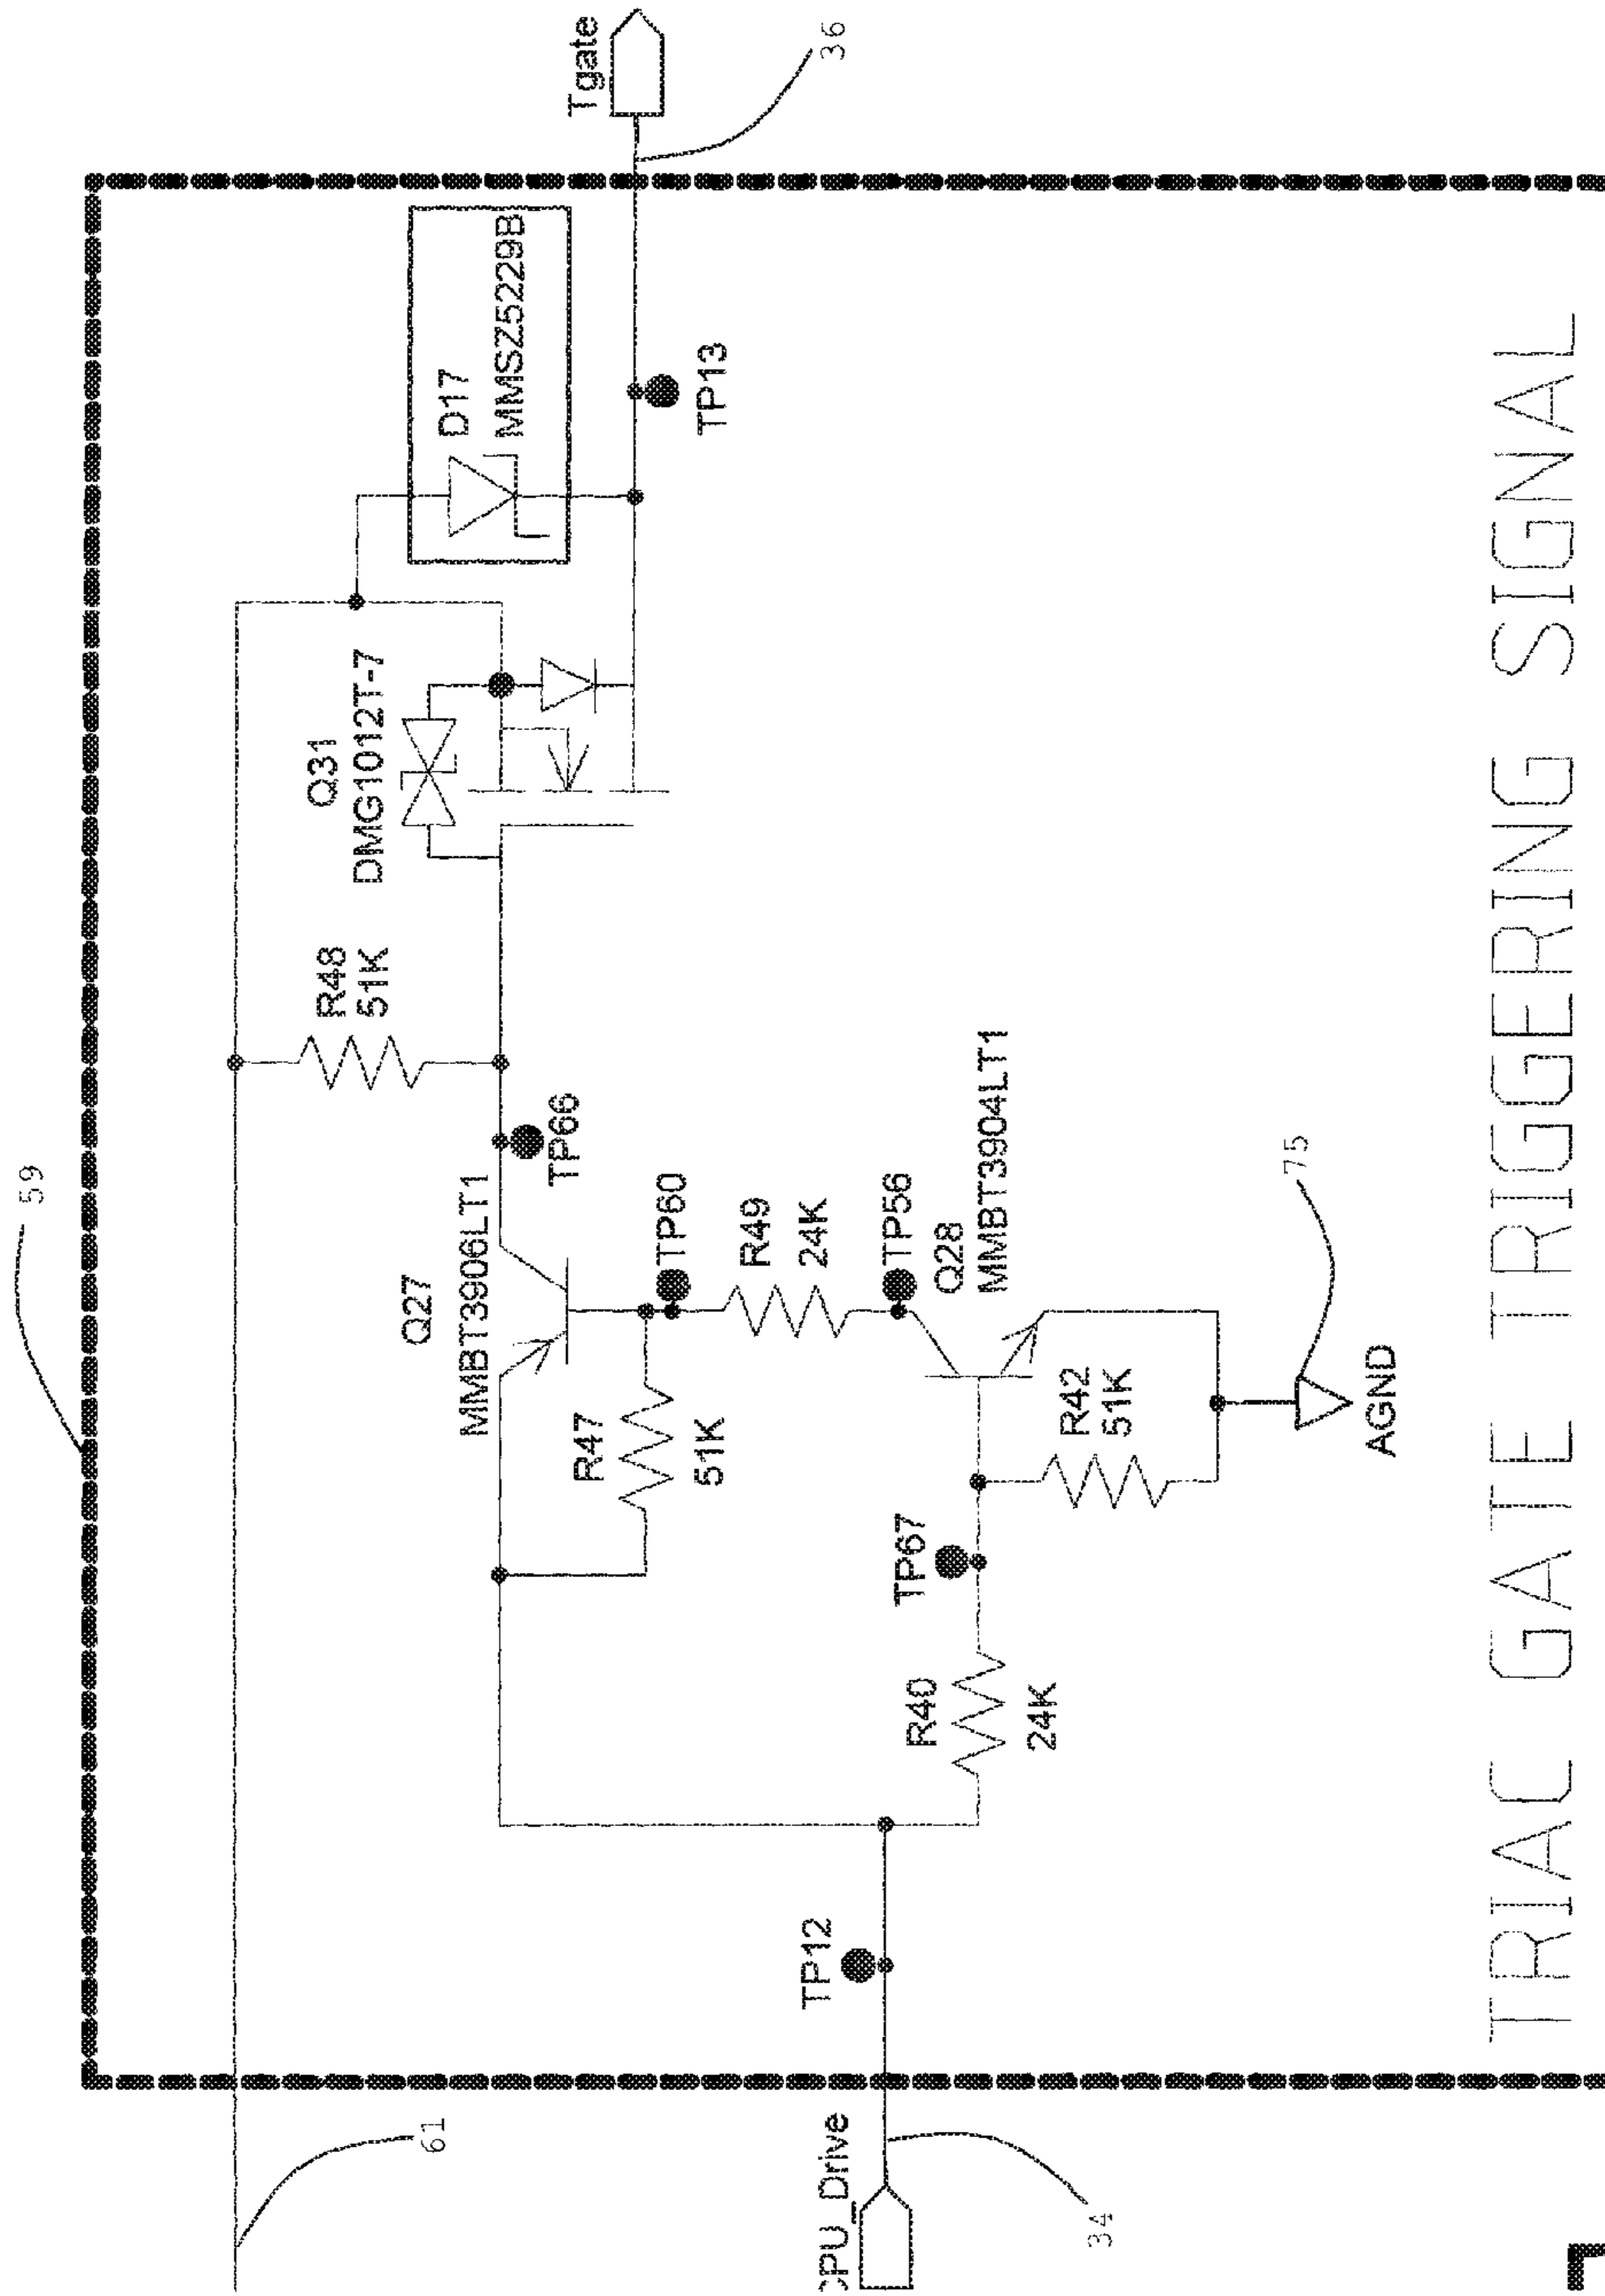 59
61
Q31
DMG1012T-7
D17
MMSZ5229B
Tgate
36
TP13
R48
51K
TP66
Q27
MMBT3906LT1
R47
51K
TP60
R49
24K
TP56
Q28
MMBT3904LT1
TP67
R42
51K
R40
24K
75
AGND
TP12
CPU_Drive
34
TRIAC GATE TRIGGERING SIGNAL